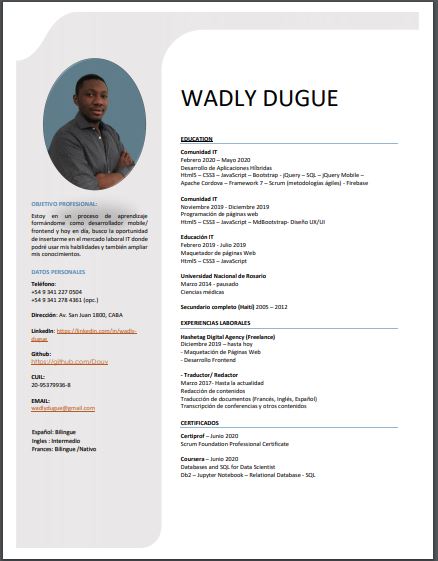 WADLY DUGUE
OBJETIVO PROFESIONAL:
Estoy en un proceso de aprendizaje
formándome como desarrollador mobile/
frontend y hoy en día, busco la oportunidad
de insertarme en el mercado laboral IT donde
podré usar mis habilidades y también ampliar
mis conocimientos.
DATOS PERSONALES
Teléfono:
+54 9 341 227 0504
+54 9 341 278 4361 (opc.)
Dirección: Av. San Juan 1800, CABA
LinkedIn: https://linkedin.com/in/wadly-
dugue
Github:
https://github.com/Douv
CUIL:
20-95379936-8
EMAIL:
wadlydugue@gmail.com
Español: Bilingue
Ingles : Intermedio
Frances: Bilingue /Nativo
EDUCATION
Comunidad IT
Febrero 2020 – Mayo 2020
Desarrollo de Aplicaciones Híbridas
Html5 – CSS3 – JavaScript – Bootstrap - jQuery – SQL – jQuery Mobile –
Apache Cordova – Framework 7 – Scrum (metodologías ágiles) - Firebase
Comunidad IT
Noviembre 2019 - Diciembre 2019
Programación de páginas web
Html5 – CSS3 – JavaScript – MdBootstrap- Diseño UX/UI
Educación IT
Febrero 2019 - Julio 2019
Maquetador de páginas Web
Html5 – CSS3 – JavaScript
Universidad Nacional de Rosario
Marzo 2014 - pausado
Ciencias médicas
Secundario completo (Haití) 2005 – 2012
EXPERIENCIAS LABORALES
Hashetag Digital Agency (Freelance)
Diciembre 2019 – hasta hoy
- Maquetación de Páginas Web
- Desarrollo Frontend
- Traductor/ Redactor
Marzo 2017- Hasta la actualidad
Redacción de contenidos
Traducción de documentos (Francés, Inglés, Español)
Transcripción de conferencias y otros contenidos
CERTIFICADOS
Certiprof – Junio 2020
Scrum Foundation Professional Certificate
Coursera – Junio 2020
Databases and SQL for Data Scientist
Db2 – Jupyter Notebook – Relational Database - SQL